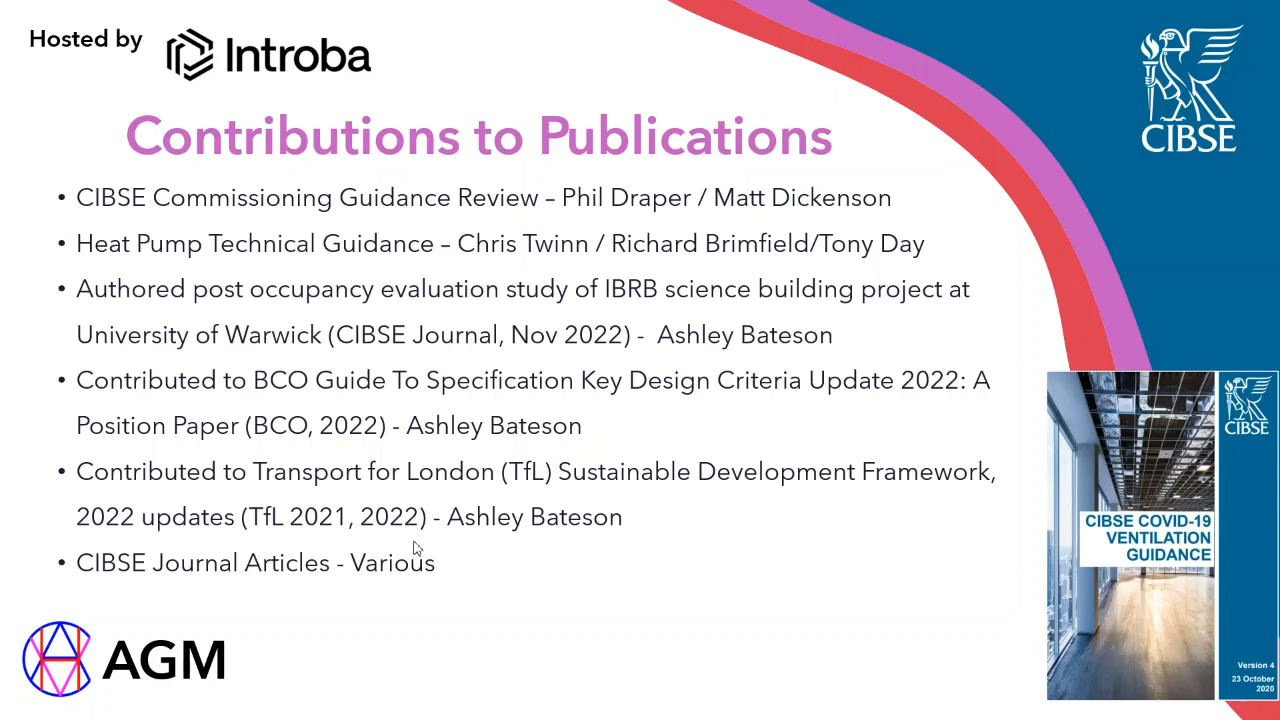 Hosted by
Introba
CIBSE
Contributions to Publications
• CIBSE Commissioning Guidance Review – Phil Draper / Matt Dickenson
• Heat Pump Technical Guidance – Chris Twinn / Richard Brimfield/Tony Day
• Authored post occupancy evaluation study of IBRB science building project at
University of Warwick (CIBSE Journal, Nov 2022) -  Ashley Bateson
• Contributed to BCO Guide To Specification Key Design Criteria Update 2022: A
Position Paper (BCO, 2022) - Ashley Bateson
• Contributed to Transport for London (TfL) Sustainable Development Framework,
2022 updates (TfL 2021, 2022) - Ashley Bateson
• CIBSE Journal Articles - Various
CIBSE
CIBSE COVID-19
VENTILATION
GUIDANCE
Version 4
23 October
2020
AGM